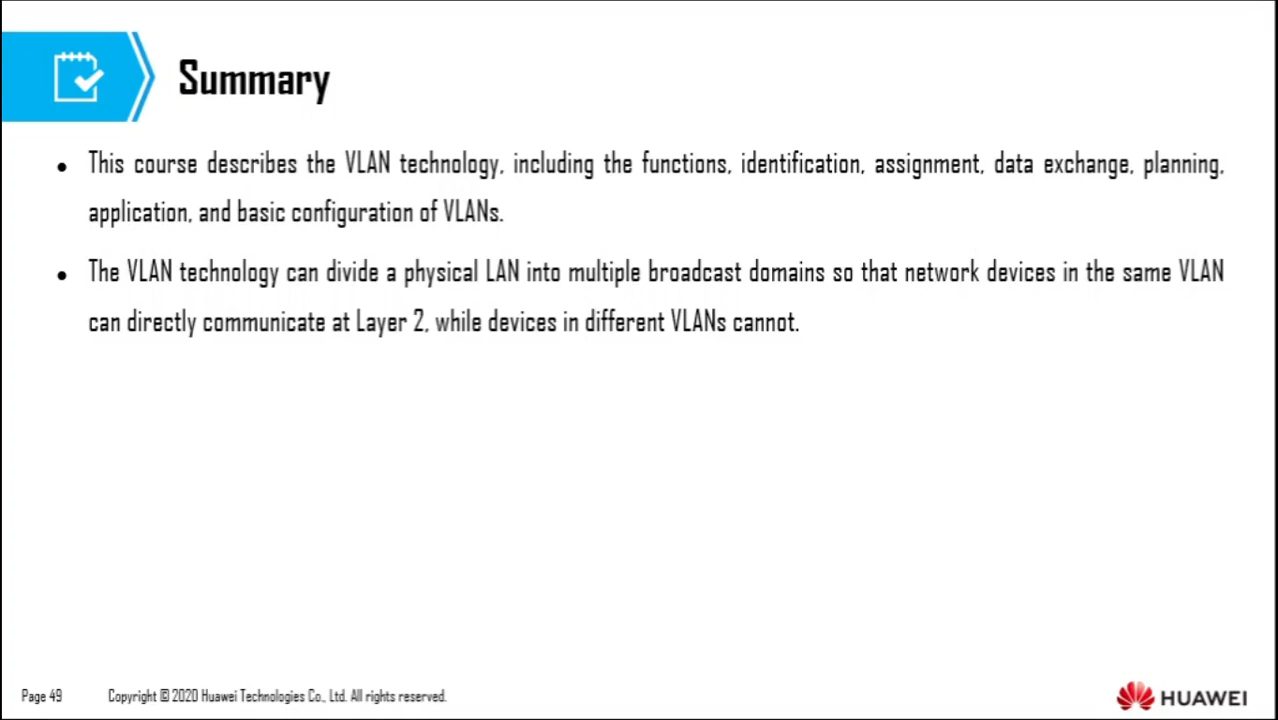 Summary
• This course describes the VLAN technology, including the functions, identification, assignment, data exchange, planning,
application, and basic configuration of VLANs.
• The VLAN technology can divide a physical LAN into multiple broadcast domains so that network devices in the same VLAN
can directly communicate at Layer 2, while devices in different VLANs cannot.
Page 49 Copyright © 2020 Huawei Technologies Co., Ltd. All rights reserved.
HUAWEI